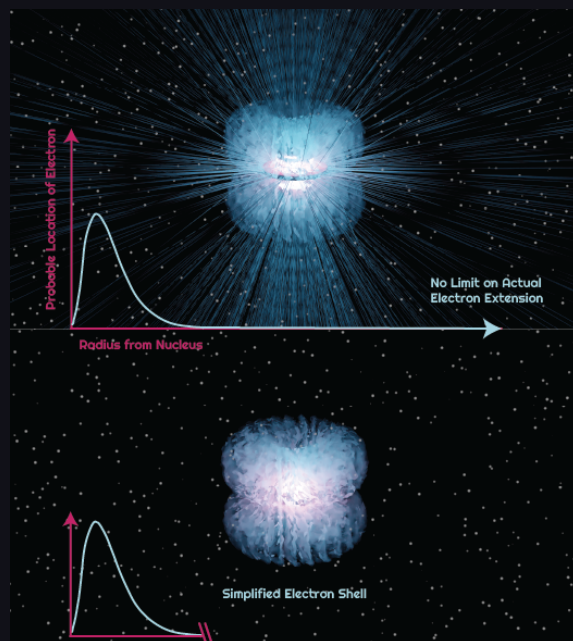 Probable Location of Electron
No Limit on Actual
Electron Extension
Radius from Nucleus
Simplified Electron Shell